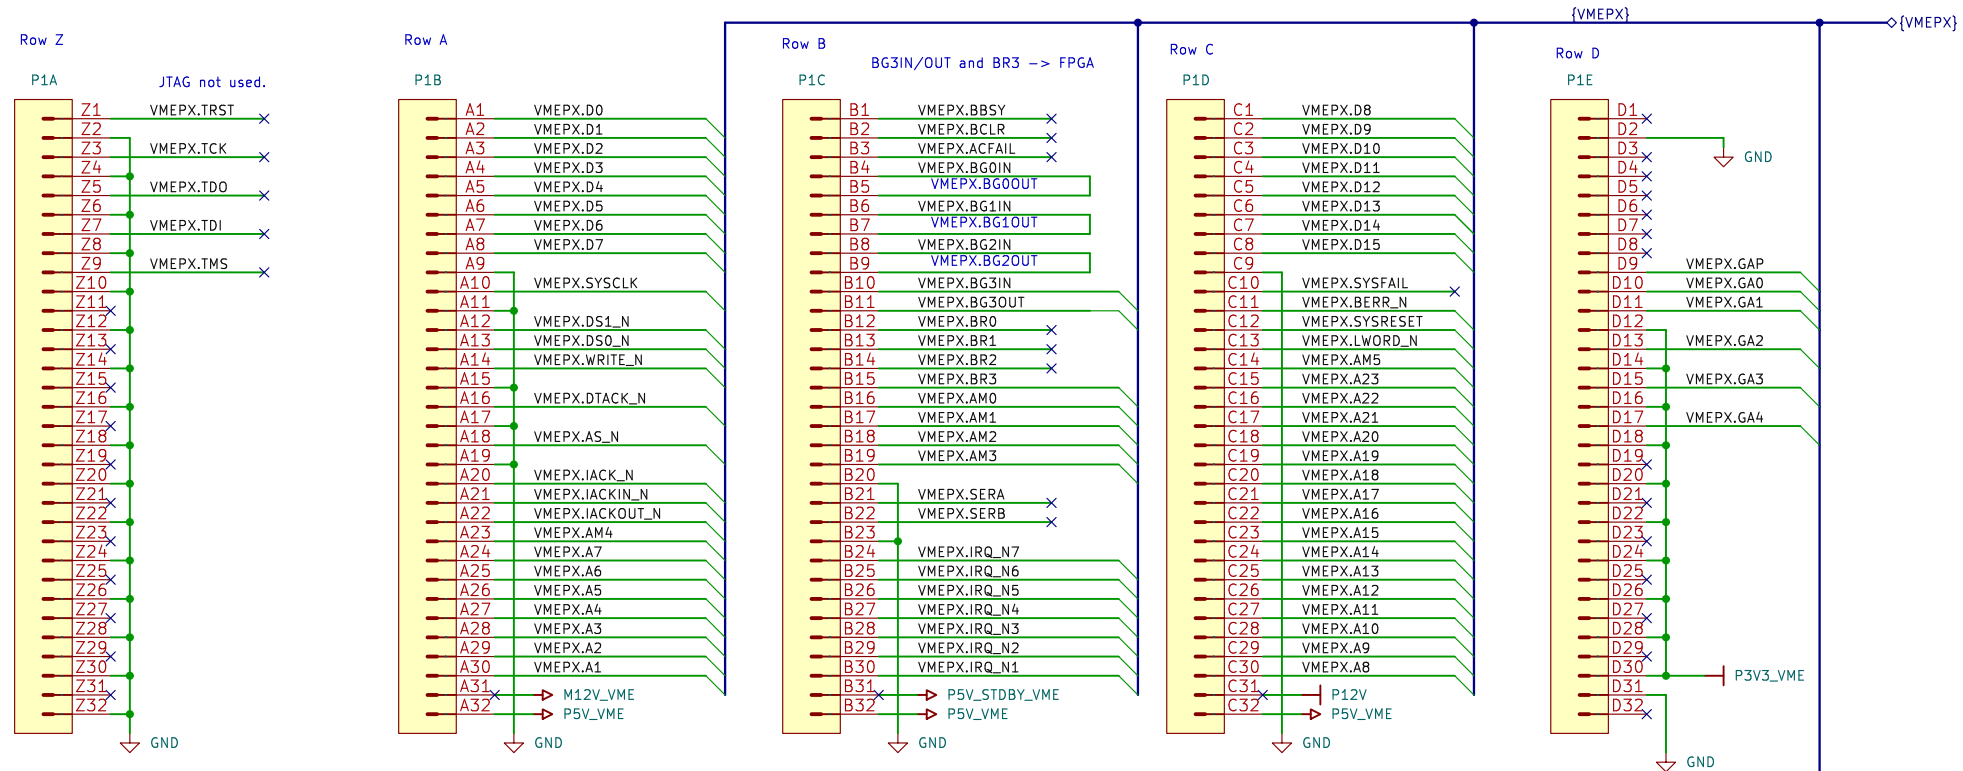 {VMEPX}
{VMEPX}
Row Z
Row A
Row B
Row C
Row D
BG3IN/OUT and BR3 -> FPGA
JTAG not used.
P1A
Z1 VMEPX.TRST
Z2
Z3 VMEPX.TCK
Z4
Z5 VMEPX.TDO
Z6
Z7 VMEPX.TDI
Z8
Z9 VMEPX.TMS
Z10
Z11
Z12
Z13
Z14
Z15
Z16
Z17
Z18
Z19
Z20
Z21
Z22
Z23
Z24
Z25
Z26
Z27
Z28
Z29
Z30
Z31
Z32
GND
P1B
A1 VMEPX.D0
A2 VMEPX.D1
A3 VMEPX.D2
A4 VMEPX.D3
A5 VMEPX.D4
A6 VMEPX.D5
A7 VMEPX.D6
A8 VMEPX.D7
A9
A10 VMEPX.SYSCLK
A11
A12 VMEPX.DS1_N
A13 VMEPX.DS0_N
A14 VMEPX.WRITE_N
A15
A16 VMEPX.DTACK_N
A17
A18 VMEPX.AS_N
A19
A20 VMEPX.IACK_N
A21 VMEPX.IACKIN_N
A22 VMEPX.IACKOUT_N
A23 VMEPX.AM4
A24 VMEPX.A7
A25 VMEPX.A6
A26 VMEPX.A5
A27 VMEPX.A4
A28 VMEPX.A3
A29 VMEPX.A2
A30 VMEPX.A1
A31 M12V_VME
A32 P5V_VME
GND
P1C
B1 VMEPX.BBSY
B2 VMEPX.BCLR
B3 VMEPX.ACFAIL
B4 VMEPX.BG0IN
B5 VMEPX.BG0OUT
B6 VMEPX.BG1IN
B7 VMEPX.BG1OUT
B8 VMEPX.BG2IN
B9 VMEPX.BG2OUT
B10 VMEPX.BG3IN
B11 VMEPX.BG3OUT
B12 VMEPX.BR0
B13 VMEPX.BR1
B14 VMEPX.BR2
B15 VMEPX.BR3
B16 VMEPX.AM0
B17 VMEPX.AM1
B18 VMEPX.AM2
B19 VMEPX.AM3
B20
B21 VMEPX.SERA
B22 VMEPX.SERB
B23
B24 VMEPX.IRQ_N7
B25 VMEPX.IRQ_N6
B26 VMEPX.IRQ_N5
B27 VMEPX.IRQ_N4
B28 VMEPX.IRQ_N3
B29 VMEPX.IRQ_N2
B30 VMEPX.IRQ_N1
B31 P5V_STDBY_VME
B32 P5V_VME
GND
P1D
C1 VMEPX.D8
C2 VMEPX.D9
C3 VMEPX.D10
C4 VMEPX.D11
C5 VMEPX.D12
C6 VMEPX.D13
C7 VMEPX.D14
C8 VMEPX.D15
C9
C10 VMEPX.SYSFAIL
C11 VMEPX.BERR_N
C12 VMEPX.SYSRESET
C13 VMEPX.LWORD_N
C14 VMEPX.AM5
C15 VMEPX.A23
C16 VMEPX.A22
C17 VMEPX.A21
C18 VMEPX.A20
C19 VMEPX.A19
C20 VMEPX.A18
C21 VMEPX.A17
C22 VMEPX.A16
C23 VMEPX.A15
C24 VMEPX.A14
C25 VMEPX.A13
C26 VMEPX.A12
C27 VMEPX.A11
C28 VMEPX.A10
C29 VMEPX.A9
C30 VMEPX.A8
C31 P12V
C32 P5V_VME
GND
P1E
D1
D2
D3 GND
D4
D5
D6
D7
D8
D9 VMEPX.GAP
D10 VMEPX.GA0
D11 VMEPX.GA1
D12
D13 VMEPX.GA2
D14
D15 VMEPX.GA3
D16
D17 VMEPX.GA4
D18
D19
D20
D21
D22
D23
D24
D25
D26
D27
D28
D29
D30 P3V3_VME
D31
D32
GND